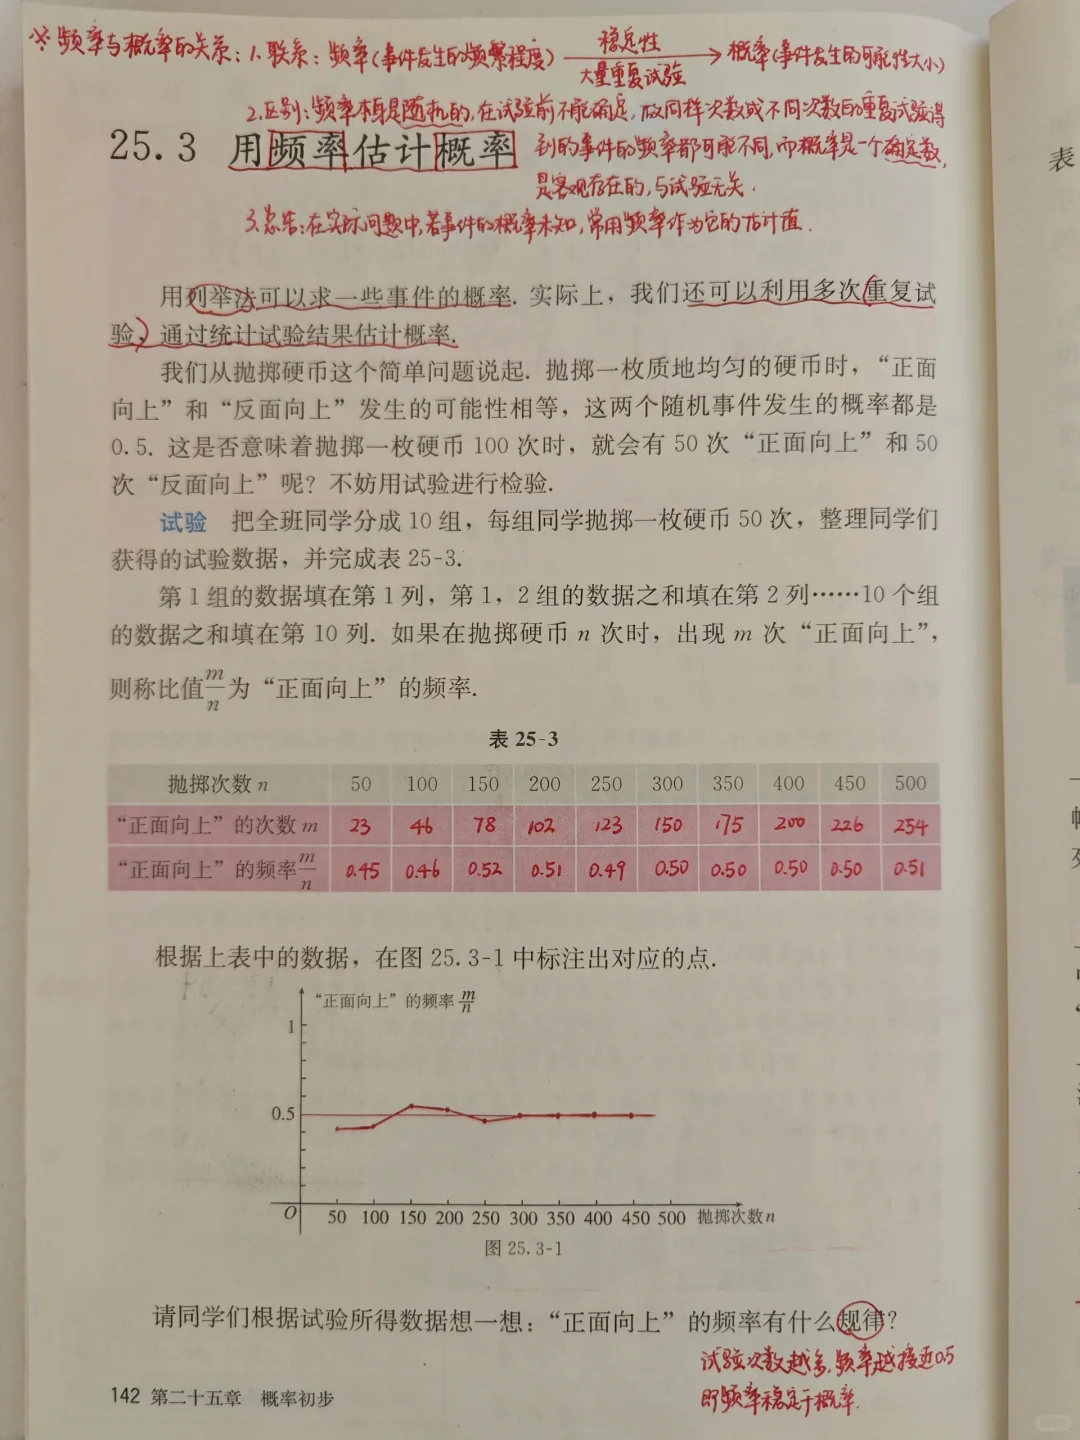 ※频率与概率的关系：1.联系：频率(事件发生的频繁程度) 稳定性 大量重复试验 → 概率(事件发生的可能性大小)
2.区别：频率本身是随机的,在试验前不能确定,做同样次数或不同次数的重复试验得
到的事件的频率都可能不同,而概率是一个确定数,
是客观存在的,与试验无关.
25.3 用频率估计概率
3.总结：在实际问题中,若事件的概率未知,常用频率作为它的估计值.
用列举法可以求一些事件的概率. 实际上，我们还可以利用多次重复试
验，通过统计试验结果估计概率.
我们从抛掷硬币这个简单问题说起. 抛掷一枚质地均匀的硬币时，“正面
向上”和“反面向上”发生的可能性相等，这两个随机事件发生的概率都是
0.5. 这是否意味着抛掷一枚硬币 100 次时，就会有 50 次“正面向上”和 50
次“反面向上”呢？不妨用试验进行检验.
试验 把全班同学分成 10 组，每组同学抛掷一枚硬币 50 次，整理同学们
获得的试验数据，并完成表 25-3.
第 1 组的数据填在第 1 列，第 1，2 组的数据之和填在第 2 列……10 个组
的数据之和填在第 10 列. 如果在抛掷硬币 n 次时，出现 m 次“正面向上”，
则称比值 m/n 为“正面向上”的频率.
表 25-3
抛掷次数 n 50 100 150 200 250 300 350 400 450 500
“正面向上”的次数 m 23 46 78 102 123 150 175 200 226 254
“正面向上”的频率 m/n 0.45 0.46 0.52 0.51 0.49 0.50 0.50 0.50 0.50 0.51
根据上表中的数据，在图 25.3-1 中标注出对应的点.
“正面向上”的频率 m/n
1
0.5
O 50 100 150 200 250 300 350 400 450 500 抛掷次数 n
图 25.3-1
请同学们根据试验所得数据想一想：“正面向上”的频率有什么规律？
试验次数越多,频率越接近0.5
即频率稳定于概率.
142 第二十五章 概率初步
表